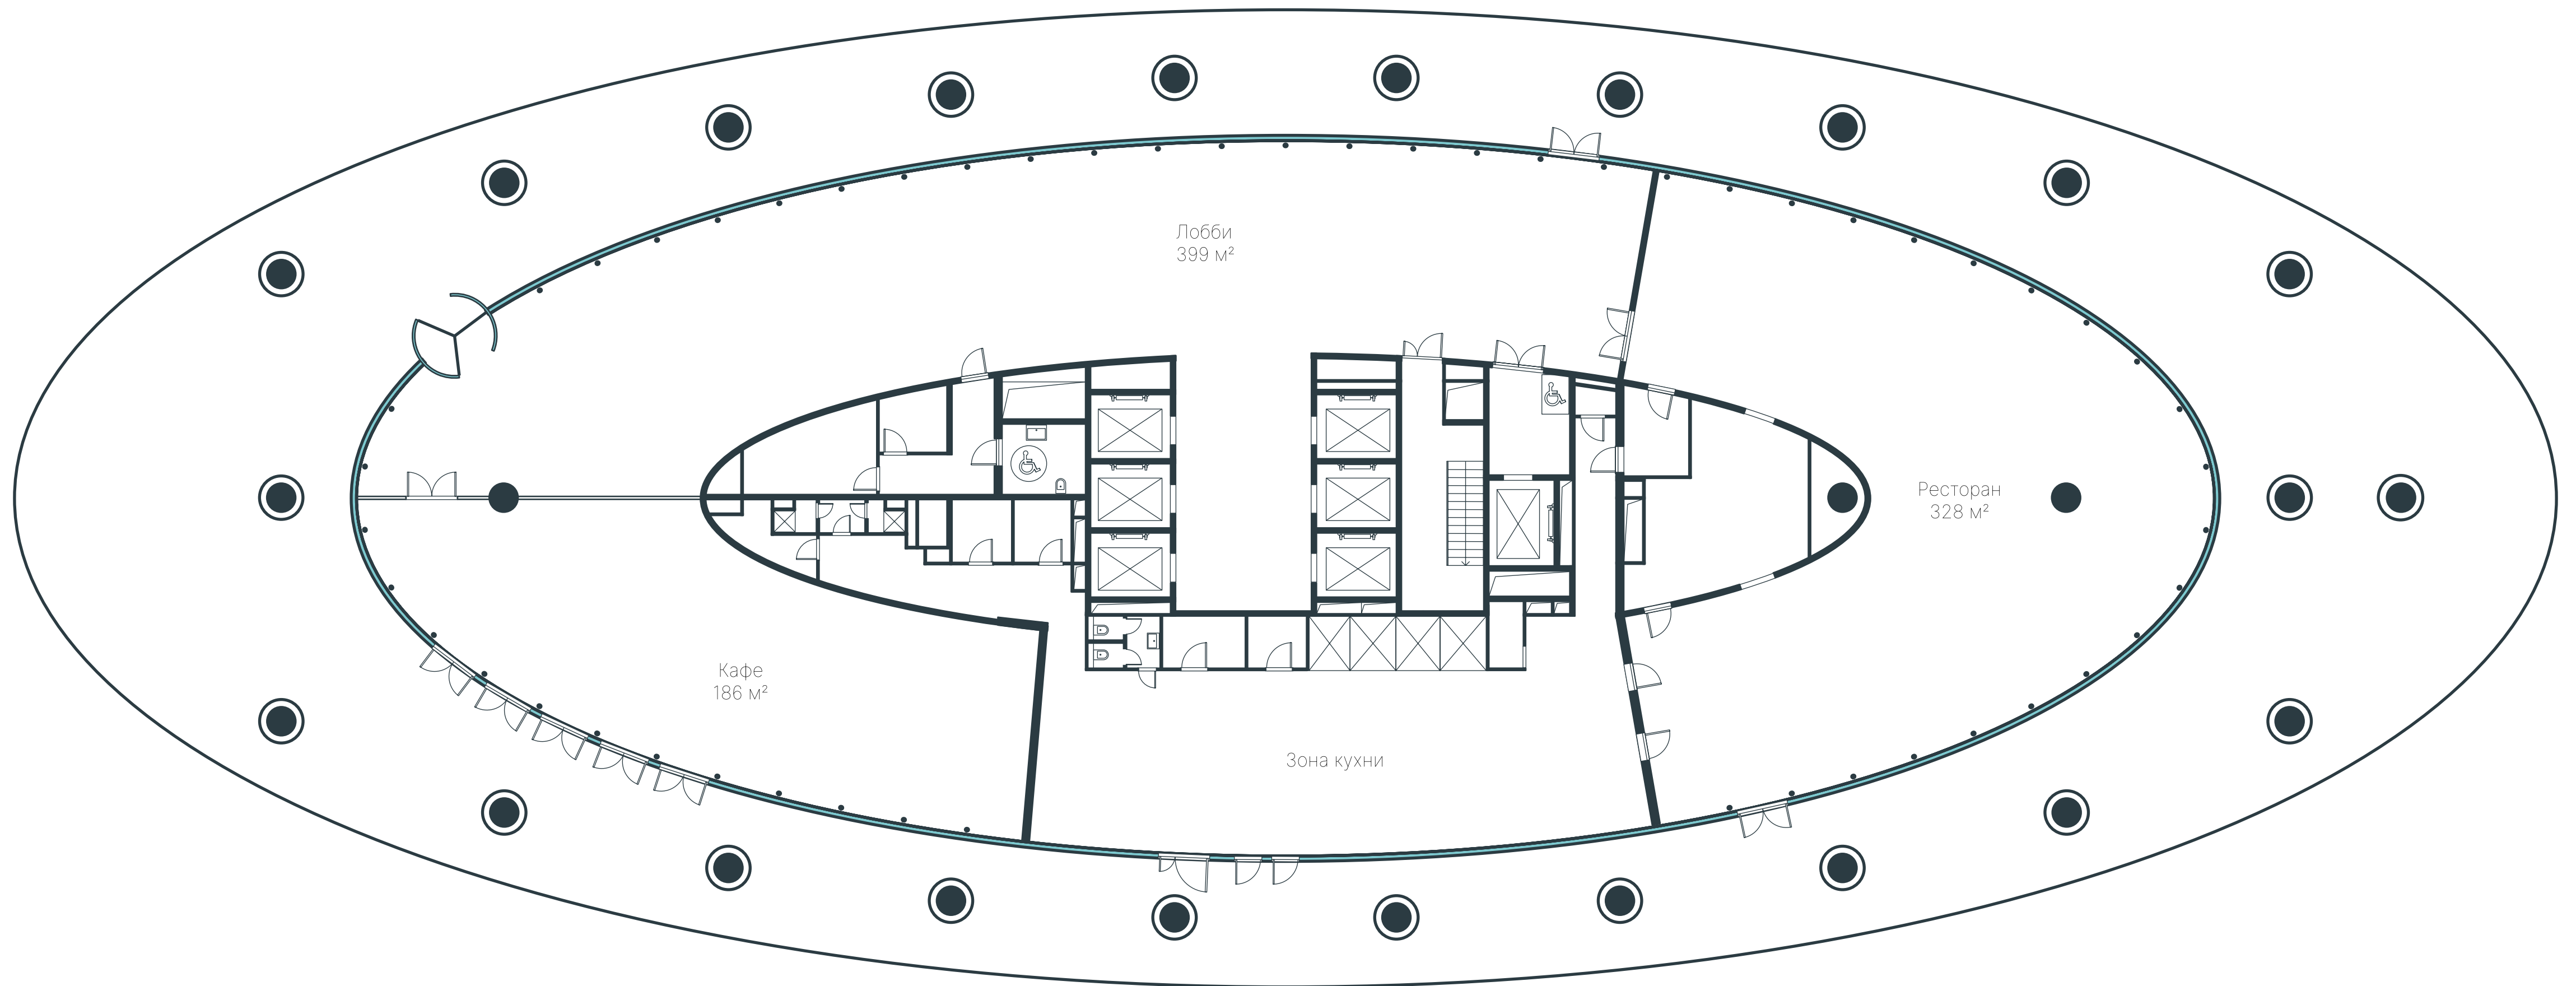 Лобби
399 м²
Ресторан
328 м²
Кафе
186 м²
Зона кухни